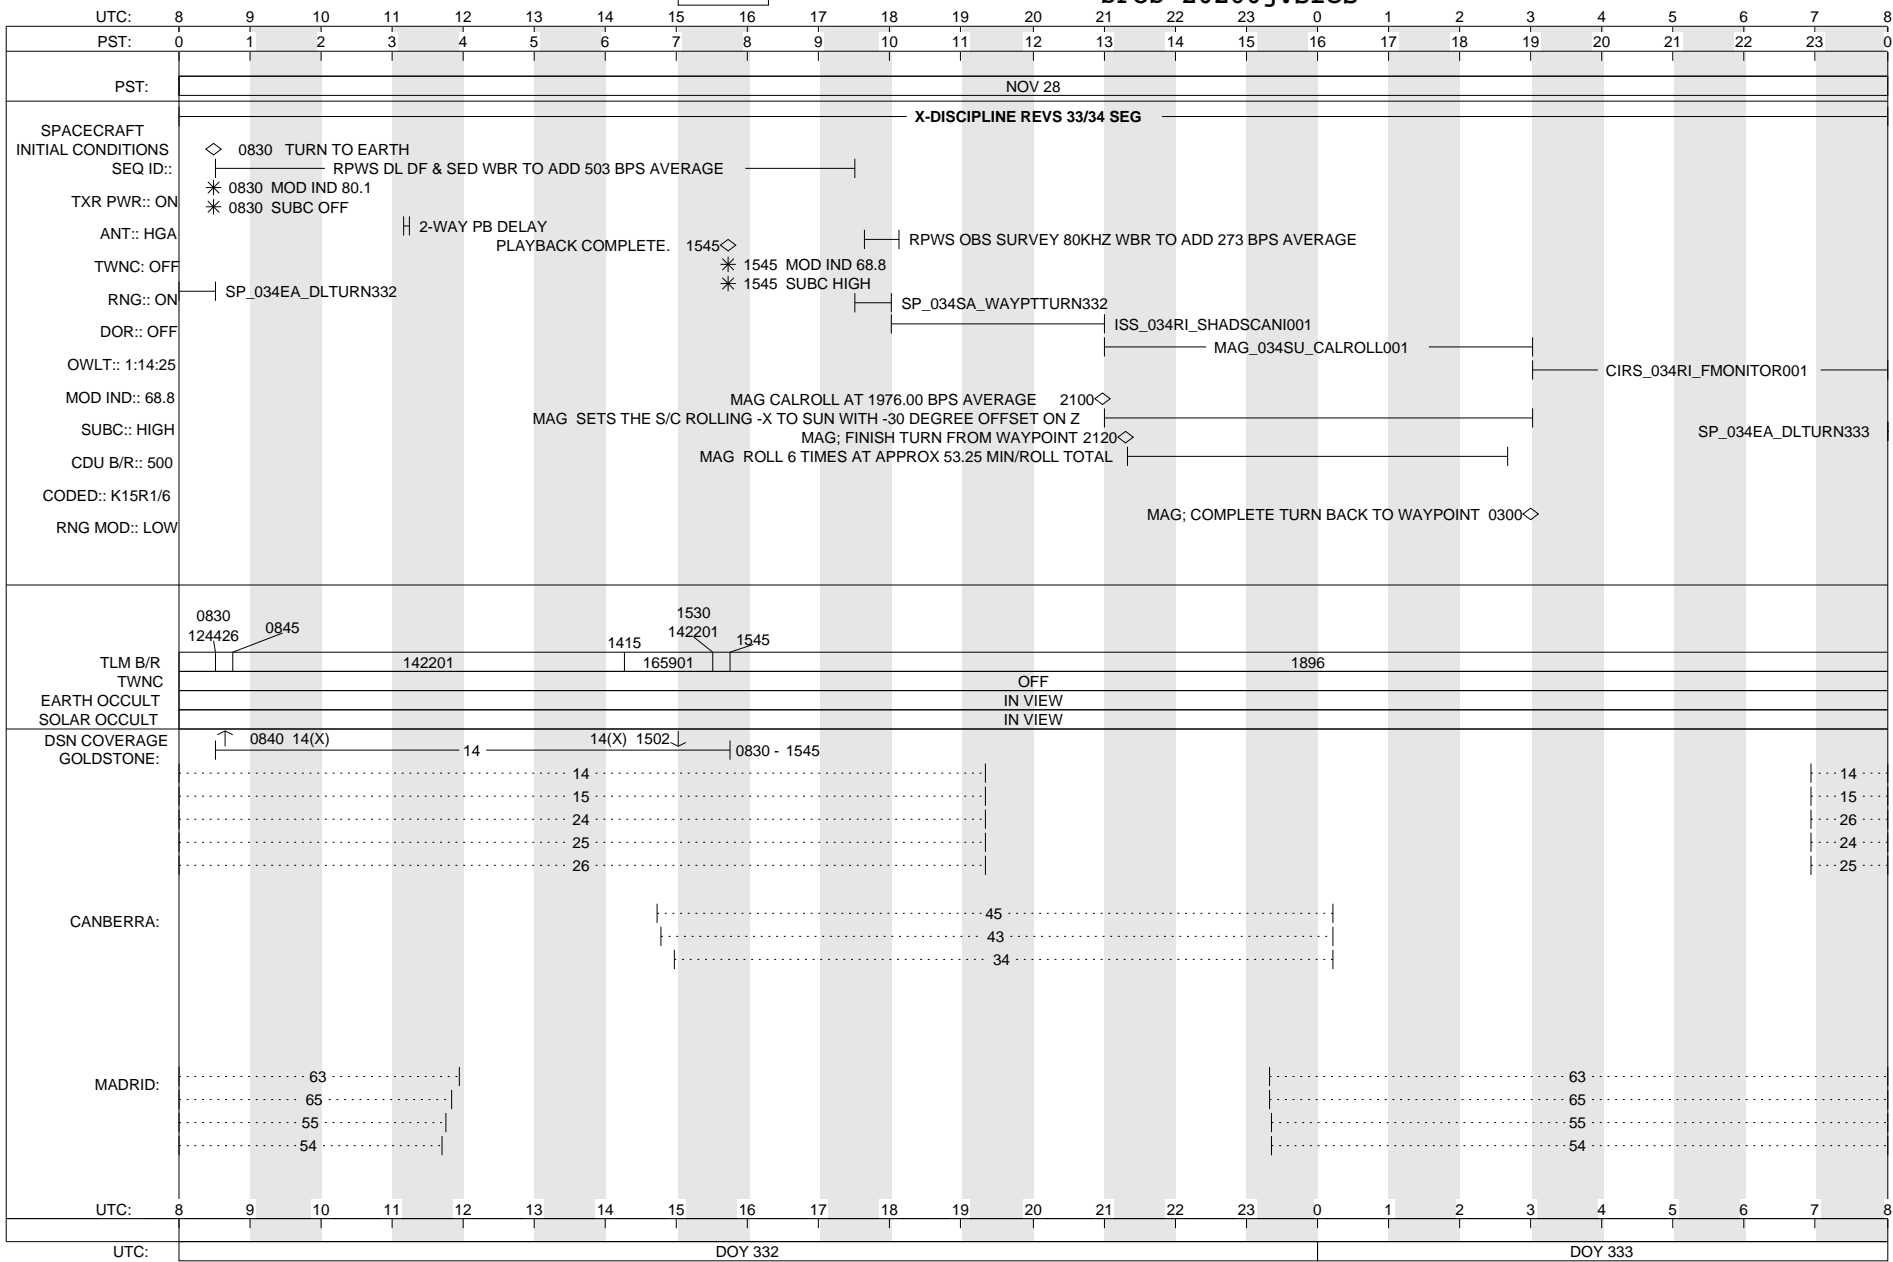 UTC: 8 9 10 11 12 13 14 15 16 17 18 19 20 21 22 23 0 1 2 3 4 5 6 7 8
PST: 0 1 2 3 4 5 6 7 8 9 10 11 12 13 14 15 16 17 18 19 20 21 22 23 0
PST: NOV 28
X-DISCIPLINE REVS 33/34 SEG
SPACECRAFT
INITIAL CONDITIONS
0830 TURN TO EARTH
SEQ ID::
RPWS DL DF & SED WBR TO ADD 503 BPS AVERAGE
0830 MOD IND 80.1
TXR PWR:: ON
0830 SUBC OFF
2-WAY PB DELAY
ANT:: HGA
RPWS OBS SURVEY 80KHZ WBR TO ADD 273 BPS AVERAGE
PLAYBACK COMPLETE. 1545
TWNC: OFF
1545 MOD IND 68.8
1545 SUBC HIGH
SP_034EA_DLTURN332
RNG:: ON
SP_034SA_WAYPTTURN332
ISS_034RI_SHADSCANI001
DOR:: OFF
MAG_034SU_CALROLL001
OWLT:: 1:14:25
CIRS_034RI_FMONITOR001
MOD IND:: 68.8
MAG CALROLL AT 1976.00 BPS AVERAGE 2100
MAG SETS THE S/C ROLLING -X TO SUN WITH -30 DEGREE OFFSET ON Z
SUBC:: HIGH
SP_034EA_DLTURN333
MAG; FINISH TURN FROM WAYPOINT 2120
MAG ROLL 6 TIMES AT APPROX 53.25 MIN/ROLL TOTAL
CDU B/R:: 500
CODED:: K15R1/6
MAG; COMPLETE TURN BACK TO WAYPOINT 0300
RNG MOD:: LOW
0830 1530
124426 0845 1415 142201 1545
TLM B/R 142201 165901 1896
TWNC OFF
EARTH OCCULT IN VIEW
SOLAR OCCULT IN VIEW
DSN COVERAGE 0840 14(X) 14(X) 1502
GOLDSTONE: 14 0830 - 1545
14 14
15 15
24 26
25 24
26 25
CANBERRA: 45
43
34
MADRID: 63 63
65 65
55 55
54 54
UTC: 8 9 10 11 12 13 14 15 16 17 18 19 20 21 22 23 0 1 2 3 4 5 6 7 8
UTC: DOY 332 DOY 333